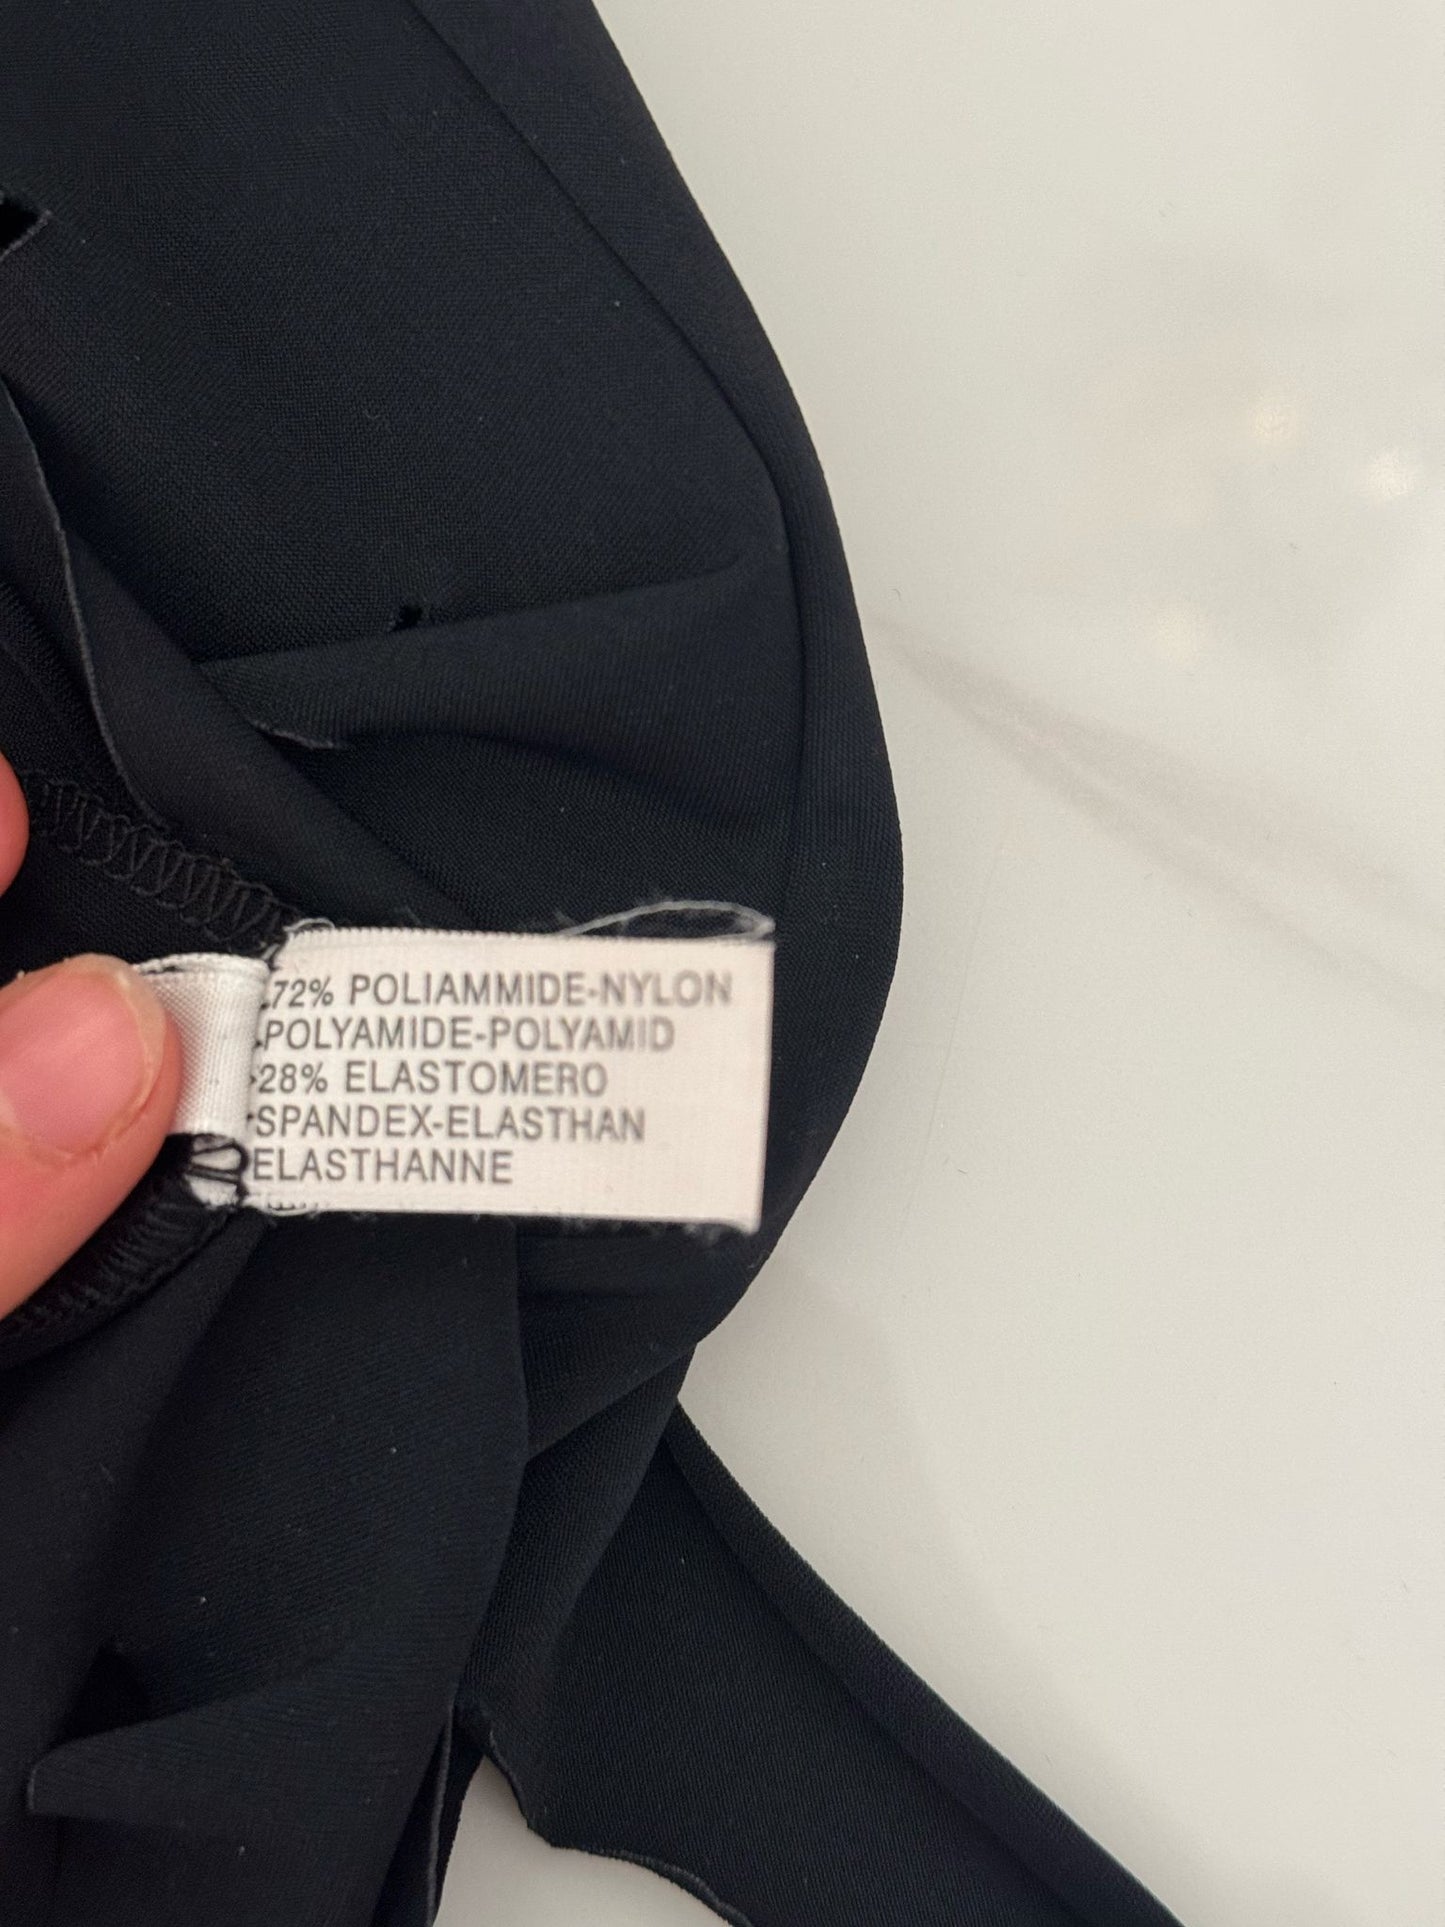 72% POLIAMMIDE-NYLON
POLYAMIDE-POLYAMID
28% ELASTOMERO
SPANDEX-ELASTHAN
ELASTHANNE